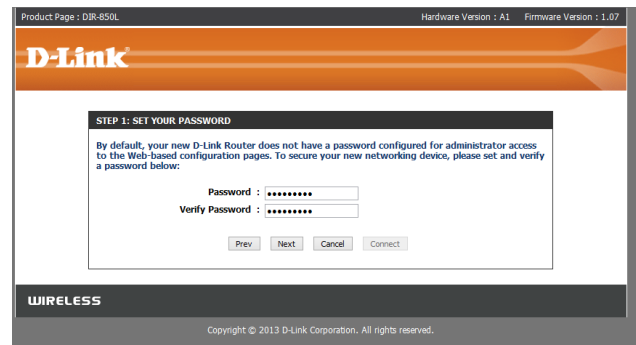 Product Page : DIR-850L Hardware Version : A1 Firmware Version : 1.07
D-Link
STEP 1: SET YOUR PASSWORD
By default, your new D-Link Router does not have a password configured for administrator access
to the Web-based configuration pages. To secure your new networking device, please set and verify
a password below:
Password : •••••••••
Verify Password : •••••••••
Prev Next Cancel Connect
WIRELESS
Copyright © 2013 D-Link Corporation. All rights reserved.